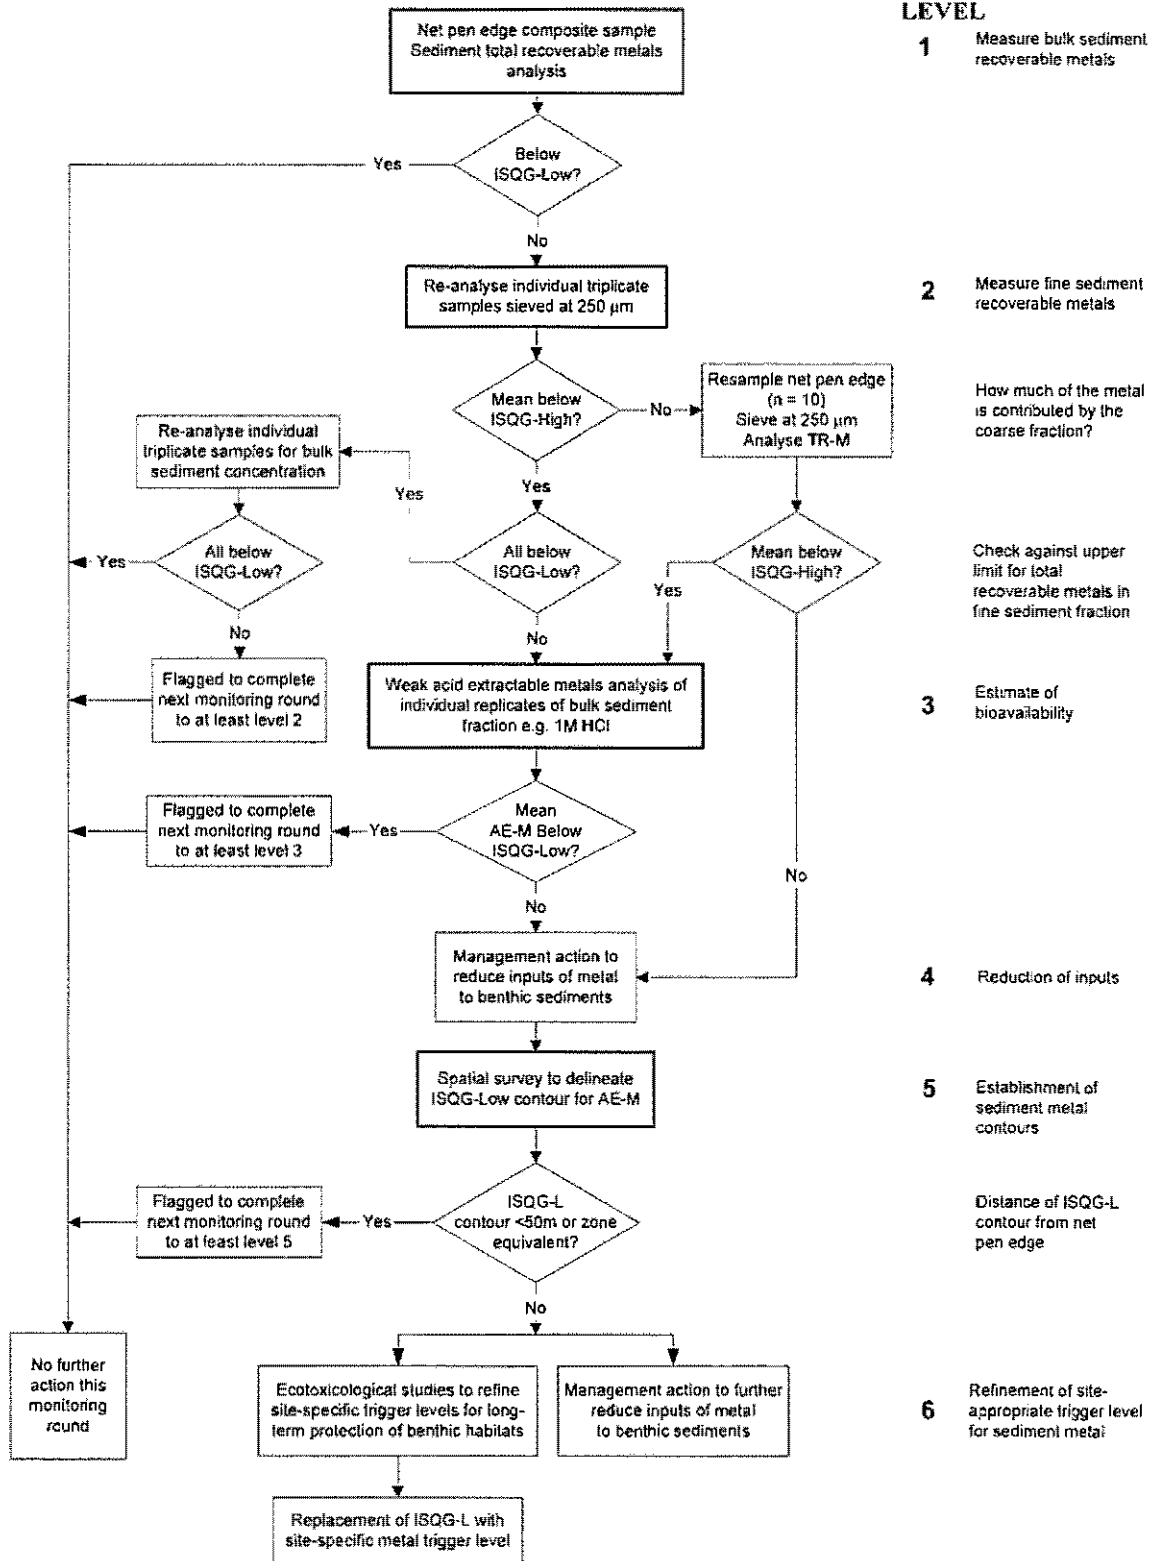 LEVEL
Net pen edge composite sample
Sediment total recoverable metals
analysis
1
Measure bulk sediment
recoverable metals
Below
ISQG-Low?
Yes
No
Re-analyse individual triplicate
samples sieved at 250 µm
2
Measure fine sediment
recoverable metals
Mean below
ISQG-High?
No
Resample net pen edge
(n = 10)
Sieve at 250 µm
Analyse TR-M
How much of the metal
is contributed by the
coarse fraction?
Re-analyse individual
triplicate samples for bulk
sediment concentration
Yes
Yes
All below
ISQG-Low?
Yes
All below
ISQG-Low?
Mean below
ISQG-High?
Yes
Check against upper
limit for total
recoverable metals in
fine sediment fraction
No
No
Flagged to complete
next monitoring round
to at least level 2
Weak acid extractable metals analysis of
individual replicates of bulk sediment
fraction e.g. 1M HCl
3
Estimate of
bioavailability
Flagged to complete
next monitoring round
to at least level 3
Yes
Mean
AE-M Below
ISQG-Low?
No
No
Management action to
reduce inputs of metal
to benthic sediments
4
Reduction of inputs
Spatial survey to delineate
ISQG-Low contour for AE-M
5
Establishment of
sediment metal
contours
Flagged to complete
next monitoring round
to at least level 5
Yes
ISQG-L
contour <50m or zone
equivalent?
Distance of ISQG-L
contour from net
pen edge
No
No further
action this
monitoring
round
Ecotoxicological studies to refine
site-specific trigger levels for long-
term protection of benthic habitats
Management action to further
reduce inputs of metal
to benthic sediments
6
Refinement of site-
appropriate trigger level
for sediment metal
Replacement of ISQG-L with
site-specific metal trigger level